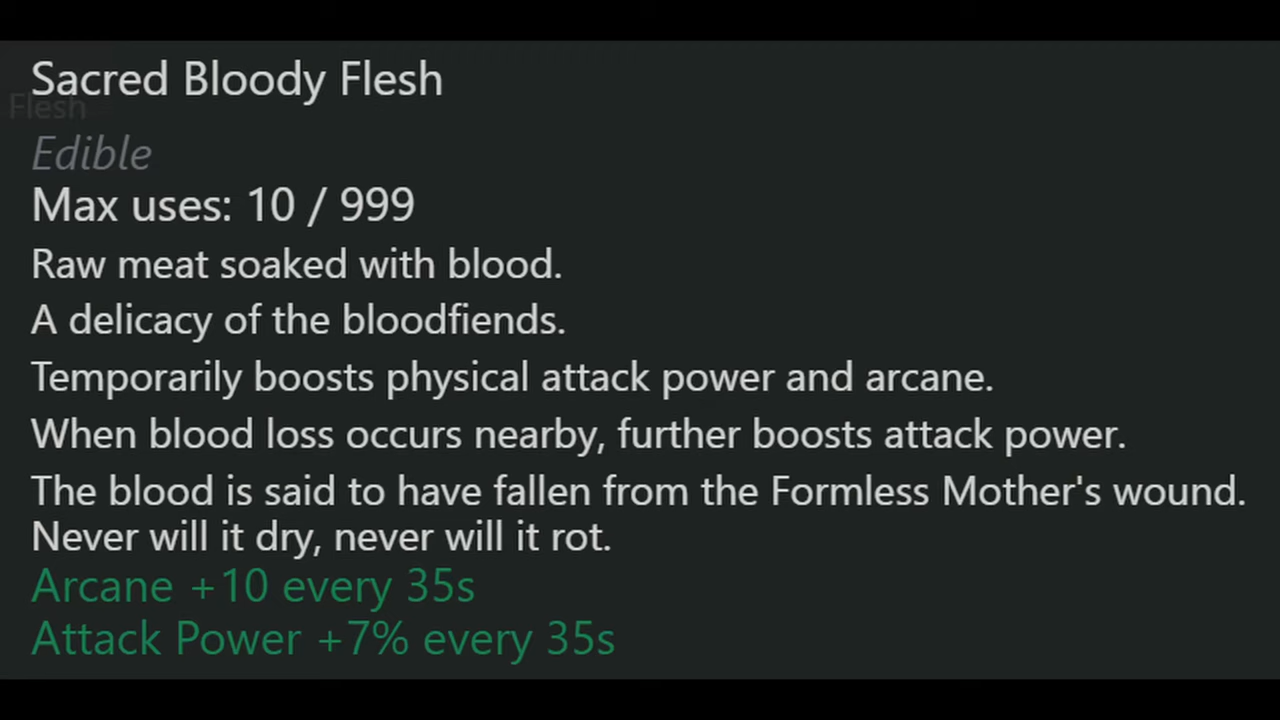 Sacred Bloody Flesh
Flesh
Edible
Max uses: 10 / 999
Raw meat soaked with blood.
A delicacy of the bloodfiends.
Temporarily boosts physical attack power and arcane.
When blood loss occurs nearby, further boosts attack power.
The blood is said to have fallen from the Formless Mother's wound.
Never will it dry, never will it rot.
Arcane +10 every 35s
Attack Power +7% every 35s